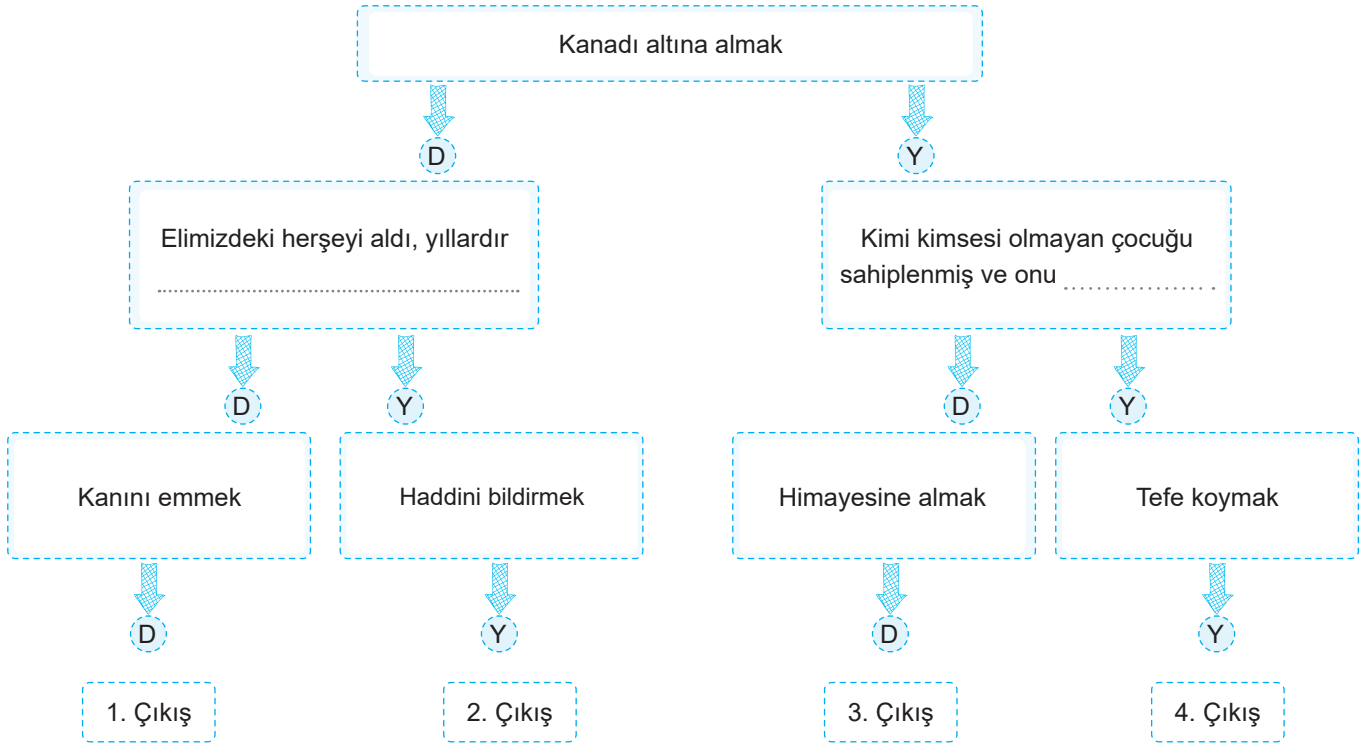 Kanadı altına almak
D
Y
Elimizdeki herşeyi aldı, yıllardır
................................................................
Kimi kimsesi olmayan çocuğu
sahiplenmiş ve onu ................. .
D
Y
D
Y
Kanını emmek
Haddini bildirmek
Himayesine almak
Tefe koymak
D
Y
D
Y
1. Çıkış
2. Çıkış
3. Çıkış
4. Çıkış